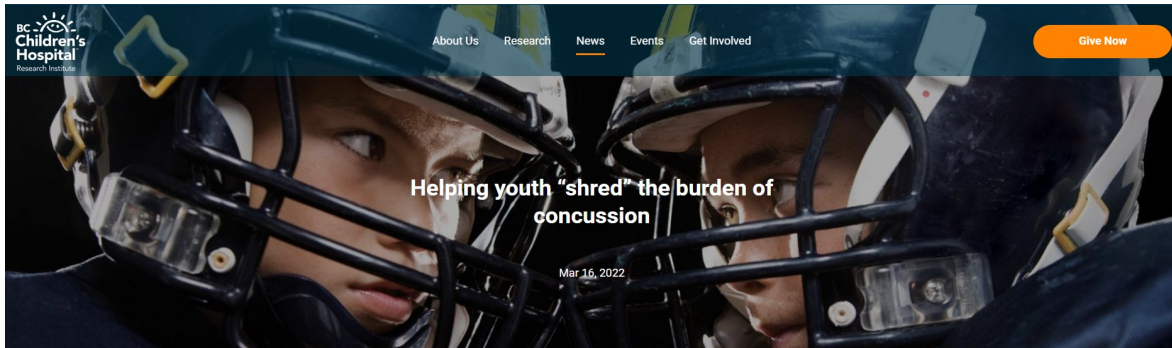 BC
Children's
Hospital
Research Institute
About Us Research News Events Get Involved
Give Now
Helping youth “shred” the burden of
concussion
Mar 16, 2022